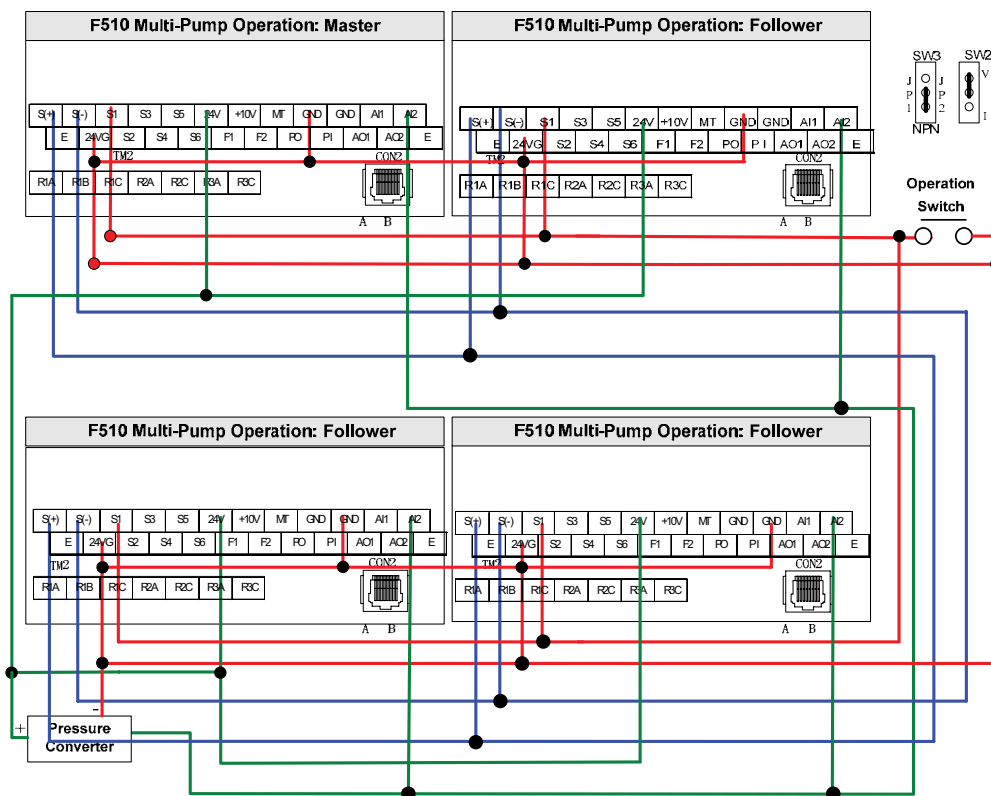 F510 Multi-Pump Operation: Master
S(+) S(-) S1 S3 S5 24V +10V MT GND GND AI1 AI2
E 24VG S2 S4 S6 F1 F2 PO PI AO1 AO2 E
TM2 CON2
R1A R1B R1C R2A R2C R3A R3C
A B
F510 Multi-Pump Operation: Follower
S(+) S(-) S1 S3 S5 24V +10V MT GND GND AI1 AI2
E 24VG S2 S4 S6 F1 F2 PO PI AO1 AO2 E
TM2 CON2
R1A R1B R1C R2A R2C R3A R3C
A B
SW3 SW2
J J V
P P
1 2 I
NPN
Operation
Switch
F510 Multi-Pump Operation: Follower
S(+) S(-) S1 S3 S5 24V +10V MT GND GND AI1 AI2
E 24VG S2 S4 S6 F1 F2 PO PI AO1 AO2 E
TM2 CON2
R1A R1B R1C R2A R2C R3A R3C
A B
F510 Multi-Pump Operation: Follower
S(+) S(-) S1 S3 S5 24V +10V MT GND GND AI1 AI2
E 24VG S2 S4 S6 F1 F2 PO PI AO1 AO2 E
TM2 CON2
R1A R1B R1C R2A R2C R3A R3C
A B
+ -
Pressure
Converter